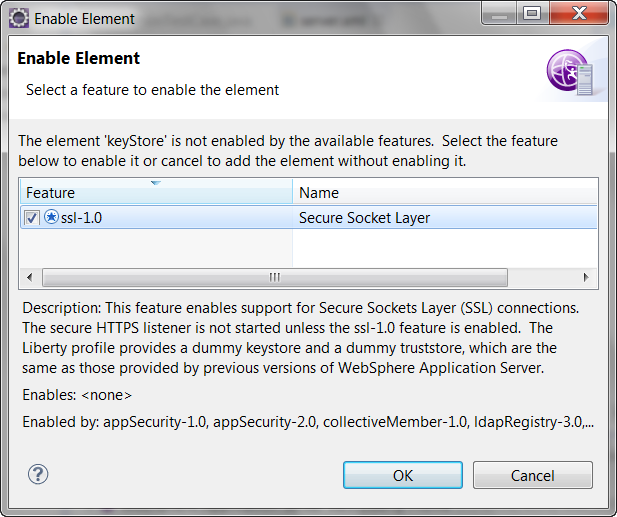 Enable Element
Enable Element
Select a feature to enable the element
The element 'keyStore' is not enabled by the available features. Select the feature
below to enable it or cancel to add the element without enabling it.
Feature Name
ssl-1.0 Secure Socket Layer
Description: This feature enables support for Secure Sockets Layer (SSL) connections.
The secure HTTPS listener is not started unless the ssl-1.0 feature is enabled. The
Liberty profile provides a dummy keystore and a dummy truststore, which are the
same as those provided by previous versions of WebSphere Application Server.
Enables: <none>
Enabled by: appSecurity-1.0, appSecurity-2.0, collectiveMember-1.0, ldapRegistry-3.0,...
? OK Cancel